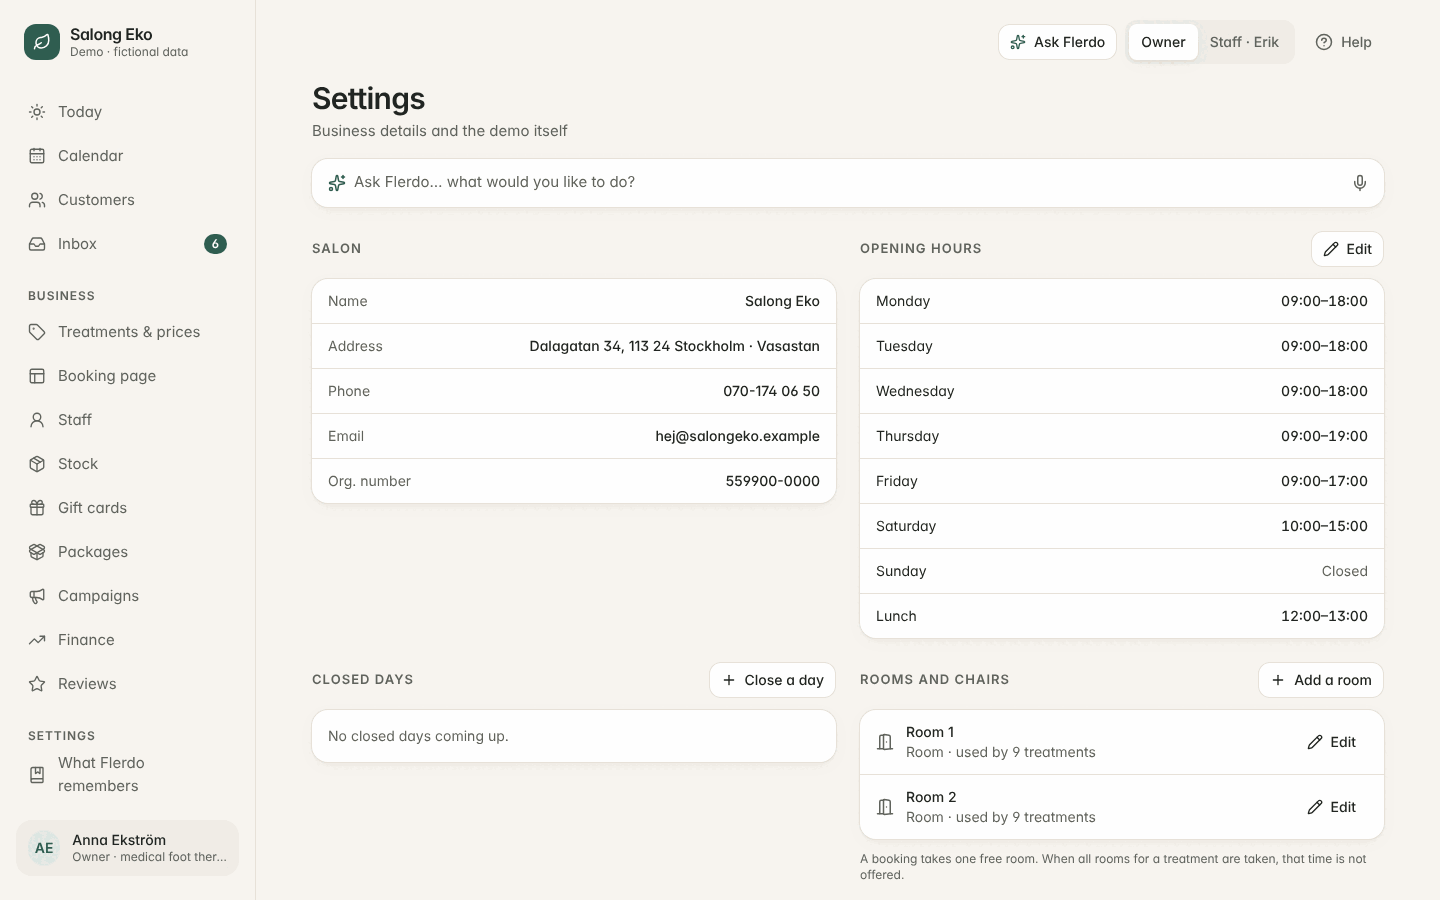 Salong Eko
Demo · fictional data
Today
Calendar
Customers
Inbox
6
BUSINESS
Treatments & prices
Booking page
Staff
Stock
Gift cards
Packages
Campaigns
Finance
Reviews
SETTINGS
What Flerdo
remembers
AE
Anna Ekström
Owner · medical foot ther...
Ask Flerdo
Owner
Staff · Erik
Help
Settings
Business details and the demo itself
Ask Flerdo... what would you like to do?
SALON
Name
Salong Eko
Address
Dalagatan 34, 113 24 Stockholm · Vasastan
Phone
070-174 06 50
Email
hej@salongeko.example
Org. number
559900-0000
OPENING HOURS
Edit
Monday
09:00–18:00
Tuesday
09:00–18:00
Wednesday
09:00–18:00
Thursday
09:00–19:00
Friday
09:00–17:00
Saturday
10:00–15:00
Sunday
Closed
Lunch
12:00–13:00
CLOSED DAYS
Close a day
No closed days coming up.
ROOMS AND CHAIRS
Add a room
Room 1
Room · used by 9 treatments
Edit
Room 2
Room · used by 9 treatments
Edit
A booking takes one free room. When all rooms for a treatment are taken, that time is not
offered.